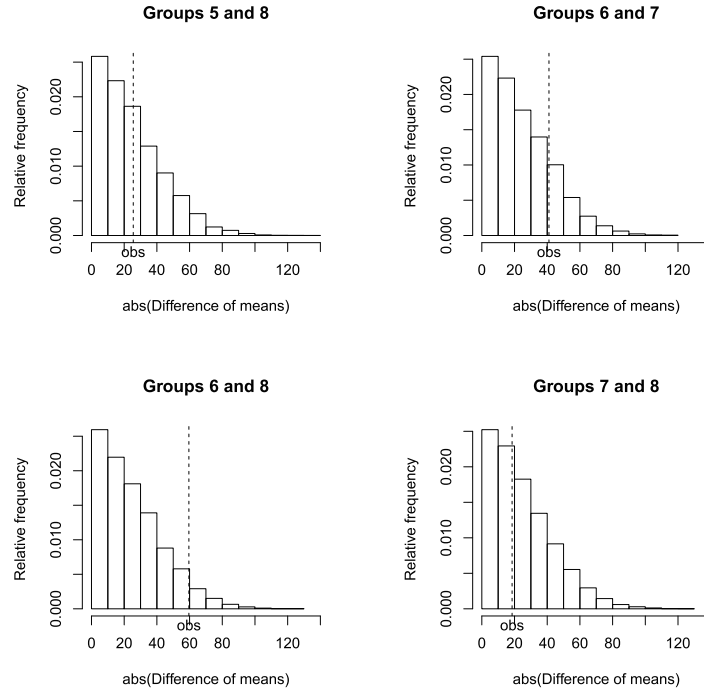 Groups 5 and 8
Relative frequency
0.000 0.010 0.020
obs
0 20 40 60 80 120
abs(Difference of means)
Groups 6 and 7
Relative frequency
0.000 0.010 0.020
obs
0 20 40 60 80 120
abs(Difference of means)
Groups 6 and 8
Relative frequency
0.000 0.010 0.020
obs
0 20 40 60 80 120
abs(Difference of means)
Groups 7 and 8
Relative frequency
0.000 0.010 0.020
obs
0 20 40 60 80 120
abs(Difference of means)